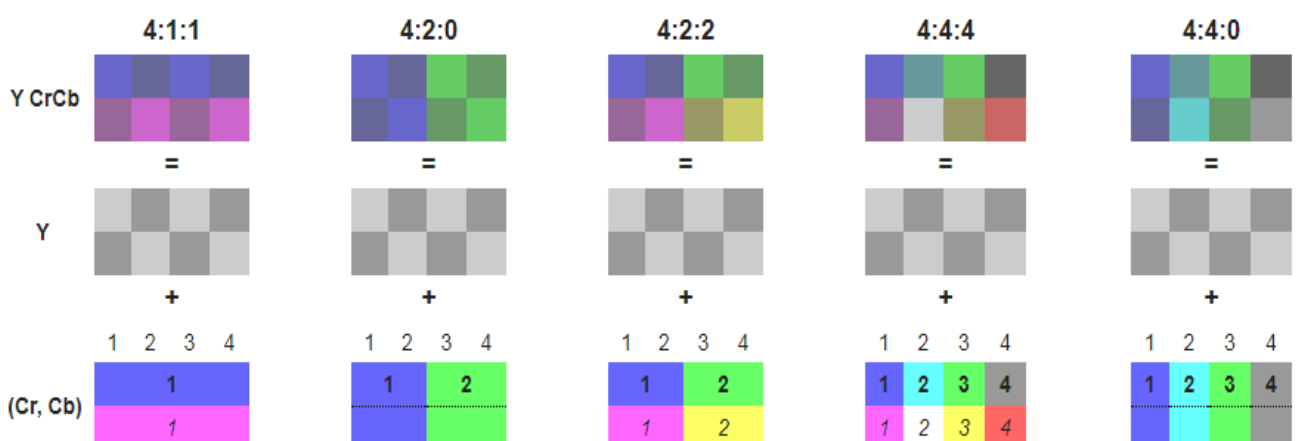 4:1:1 4:2:0 4:2:2 4:4:4 4:4:0
Y CrCb
= = = = =
Y
+ + + + +
1 2 3 4 1 2 3 4 1 2 3 4 1 2 3 4 1 2 3 4
1 1 2 1 2 1 2 3 4 1 2 3 4
(Cr, Cb)
1 1 2 1 2 3 4